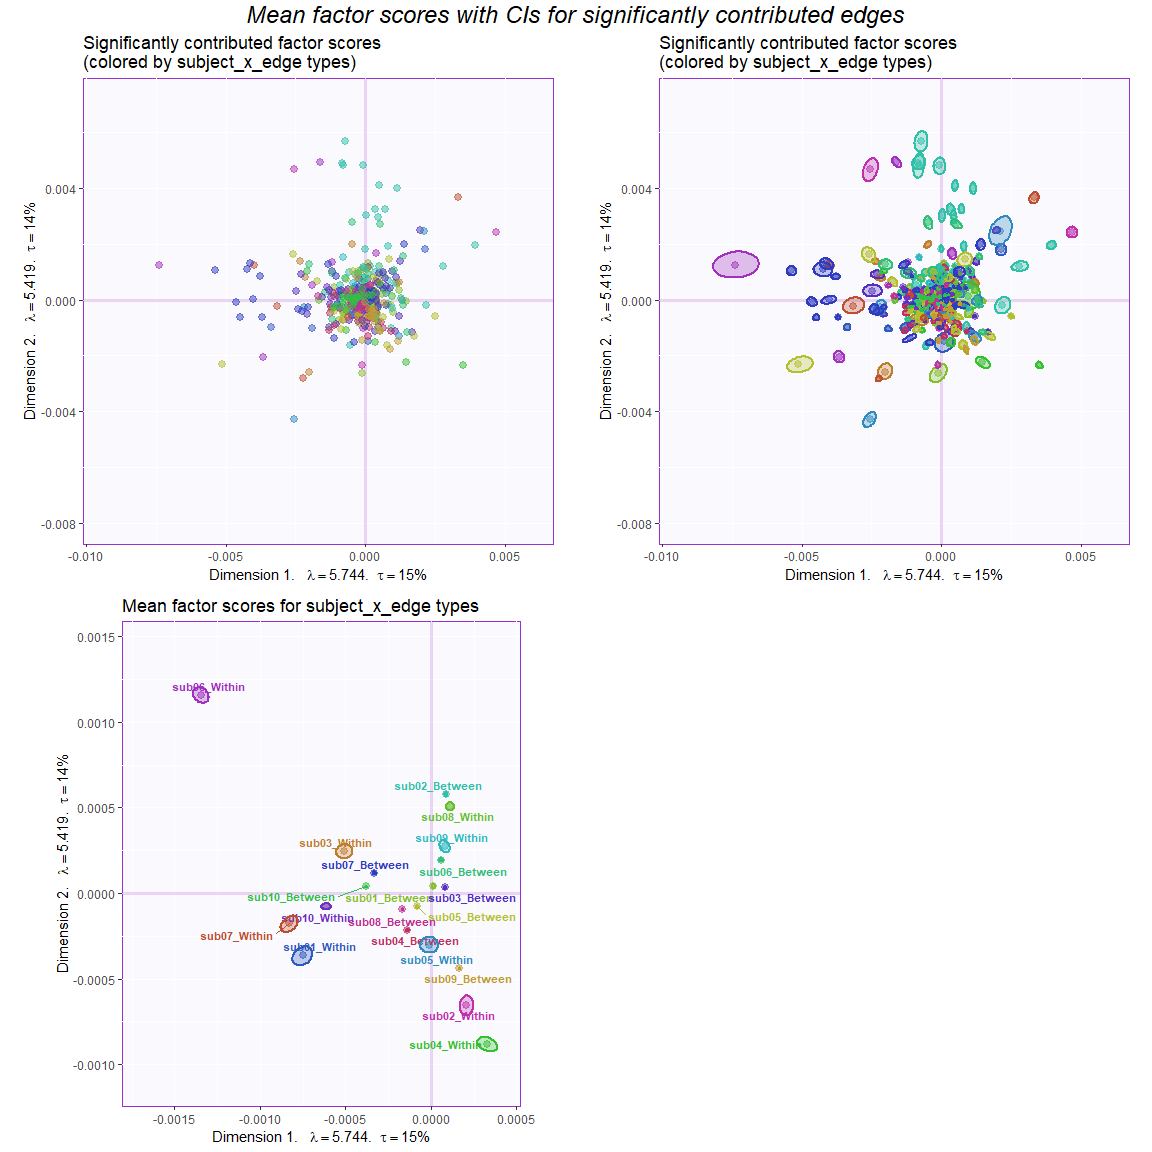 Mean factor scores with CIs for significantly contributed edges
Significantly contributed factor scores
(colored by subject_x_edge types)
0.004
0.000
-0.004
-0.008
Dimension 2. λ = 5.419. τ = 14%
-0.010
-0.005
0.000
0.005
Dimension 1. λ = 5.744. τ = 15%
Significantly contributed factor scores
(colored by subject_x_edge types)
0.004
0.000
-0.004
-0.008
Dimension 2. λ = 5.419. τ = 14%
-0.010
-0.005
0.000
0.005
Dimension 1. λ = 5.744. τ = 15%
Mean factor scores for subject_x_edge types
0.0015
0.0010
0.0005
0.0000
-0.0005
-0.0010
Dimension 2. λ = 5.419. τ = 14%
sub06_Within
sub02_Between
sub08_Within
sub09_Within
sub03_Within
sub07_Between
sub06_Between
sub10_Between
sub01_Between
sub03_Between
sub10_Within
sub08_Between
sub05_Between
sub07_Within
sub04_Between
sub01_Within
sub05_Within
sub09_Between
sub02_Within
sub04_Within
-0.0015
-0.0010
-0.0005
0.0000
0.0005
Dimension 1. λ = 5.744. τ = 15%